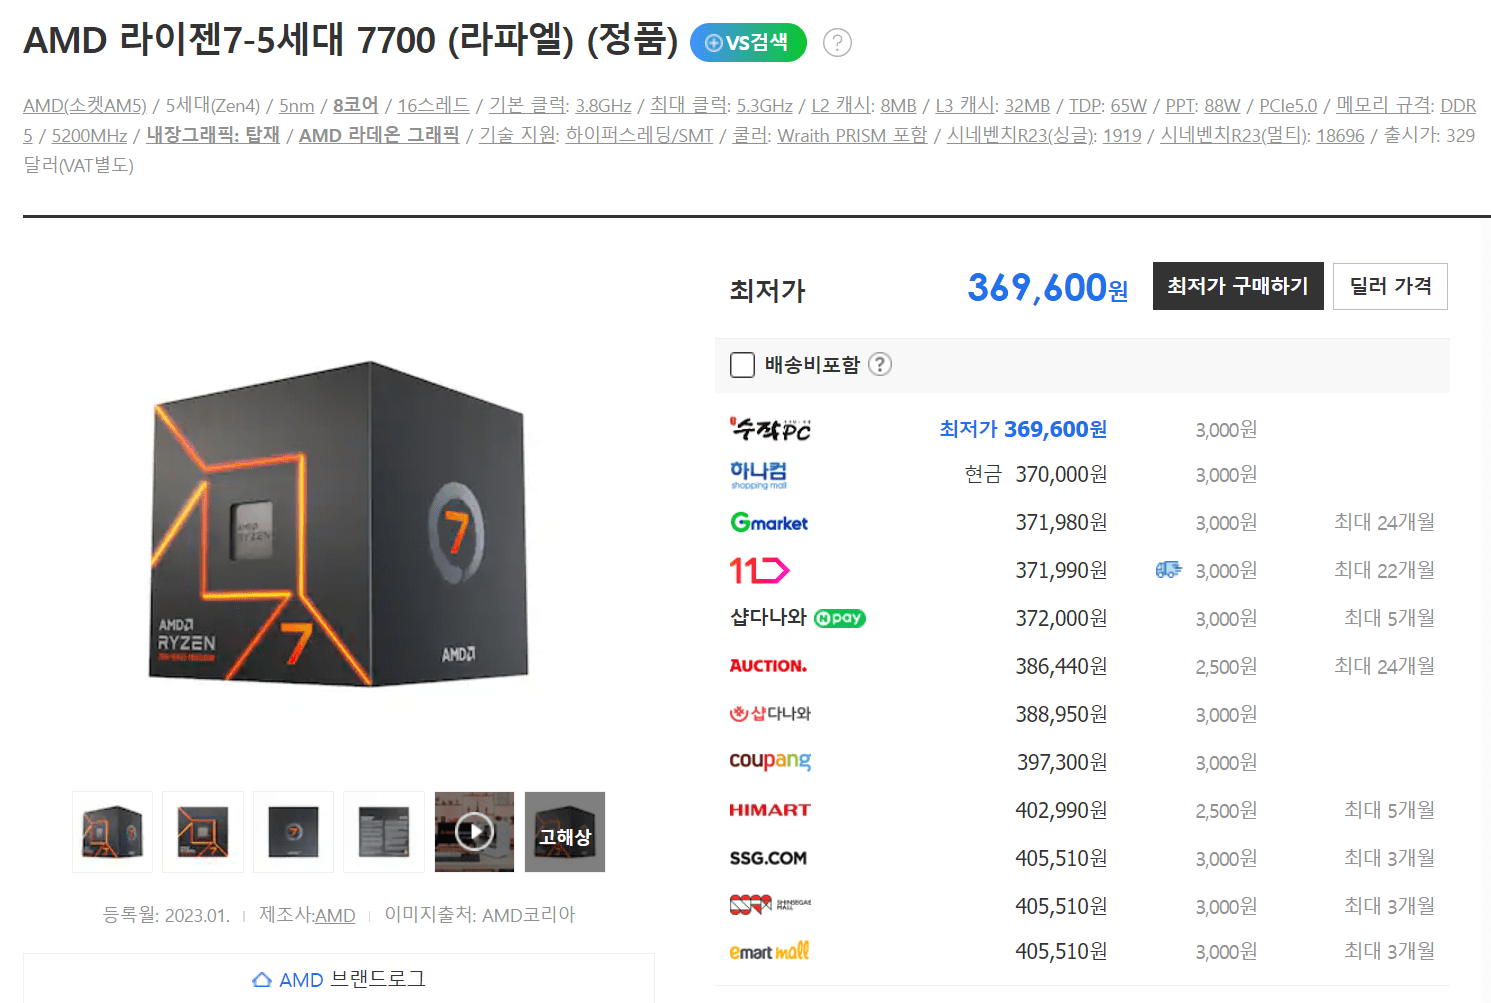 AMD 라이젠7-5세대 7700 (라파엘) (정품) VS검색 ?
AMD(소켓AM5) / 5세대(Zen4) / 5nm / 8코어 / 16스레드 / 기본 클럭: 3.8GHz / 최대 클럭: 5.3GHz / L2 캐시: 8MB / L3 캐시: 32MB / TDP: 65W / PPT: 88W / PCIe5.0 / 메모리 규격: DDR
5 / 5200MHz / 내장그래픽: 탑재 / AMD 라데온 그래픽 / 기술 지원: 하이퍼스레딩/SMT / 쿨러: Wraith PRISM 포함 / 시네벤치R23(싱글): 1919 / 시네벤치R23(멀티): 18696 / 출시가: 329
달러(VAT별도)
최저가 369,600원 최저가 구매하기 딜러 가격
배송비포함 ?
수작PC 최저가 369,600원 3,000원
하나컴 shopping mall 현금 370,000원 3,000원
Gmarket 371,980원 3,000원 최대 24개월
11 371,990원 3,000원 최대 22개월
샵다나와 N pay 372,000원 3,000원 최대 5개월
AUCTION. 386,440원 2,500원 최대 24개월
샵다나와 388,950원 3,000원
coupang 397,300원 3,000원
HIMART 402,990원 2,500원 최대 5개월
SSG.COM 405,510원 3,000원 최대 3개월
SHINSEGAE MALL 405,510원 3,000원 최대 3개월
emart mall 405,510원 3,000원 최대 3개월
AMD
RYZEN
7
7
AMD
RYZEN
AMD
고해상
등록월: 2023.01. 제조사:AMD 이미지출처: AMD코리아
AMD 브랜드로그